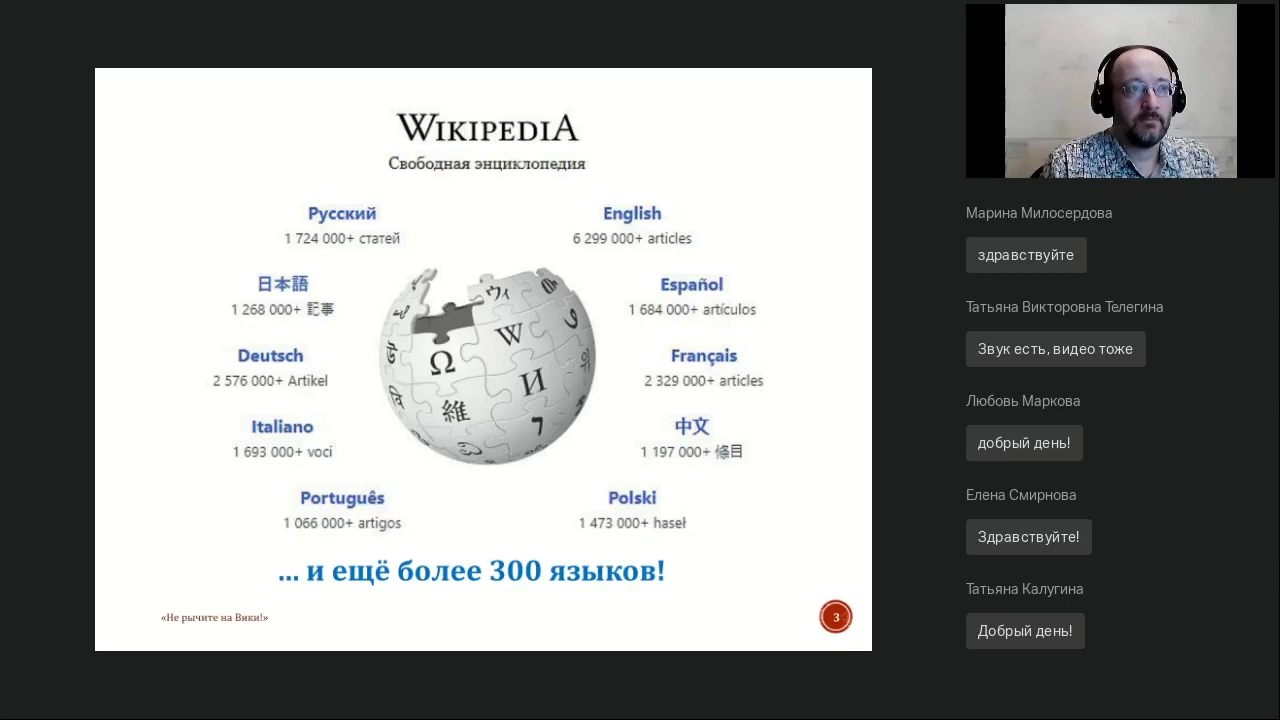 WIKIPEDIA
Свободная энциклопедия
Русский
1 724 000+ статей
English
6 299 000+ articles
日本語
1 268 000+ 記事
Español
1 684 000+ artículos
Deutsch
2 576 000+ Artikel
Français
2 329 000+ articles
Italiano
1 693 000+ voci
中文
1 197 000+ 條目
Português
1 066 000+ artigos
Polski
1 473 000+ haseł
Ω
W
И
維
ウィ
7
... и ещё более 300 языков!
«Не рычите на Вики!»
3
Марина Милосердова
здравствуйте
Татьяна Викторовна Телегина
Звук есть, видео тоже
Любовь Маркова
добрый день!
Елена Смирнова
Здравствуйте!
Татьяна Калугина
Добрый день!